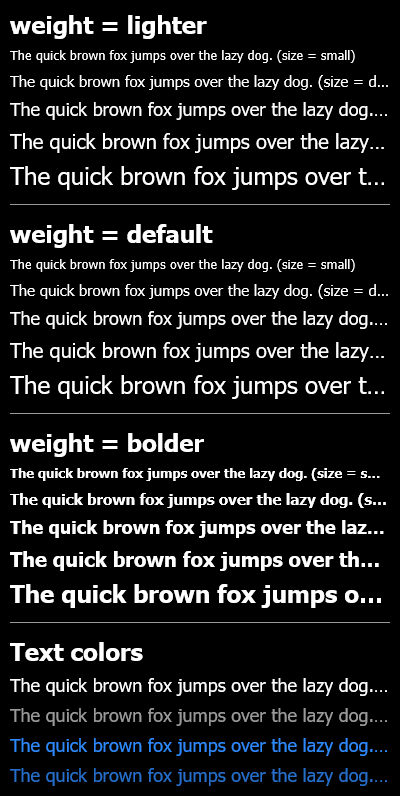 weight = lighter
The quick brown fox jumps over the lazy dog. (size = small)
The quick brown fox jumps over the lazy dog. (size = d...
The quick brown fox jumps over the lazy dog....
The quick brown fox jumps over the lazy...
The quick brown fox jumps over t...
weight = default
The quick brown fox jumps over the lazy dog. (size = small)
The quick brown fox jumps over the lazy dog. (size = d...
The quick brown fox jumps over the lazy dog....
The quick brown fox jumps over the lazy...
The quick brown fox jumps over t...
weight = bolder
The quick brown fox jumps over the lazy dog. (size = s...
The quick brown fox jumps over the lazy dog. (s...
The quick brown fox jumps over the laz...
The quick brown fox jumps over th...
The quick brown fox jumps o...
Text colors
The quick brown fox jumps over the lazy dog....
The quick brown fox jumps over the lazy dog....
The quick brown fox jumps over the lazy dog....
The quick brown fox jumps over the lazy dog....